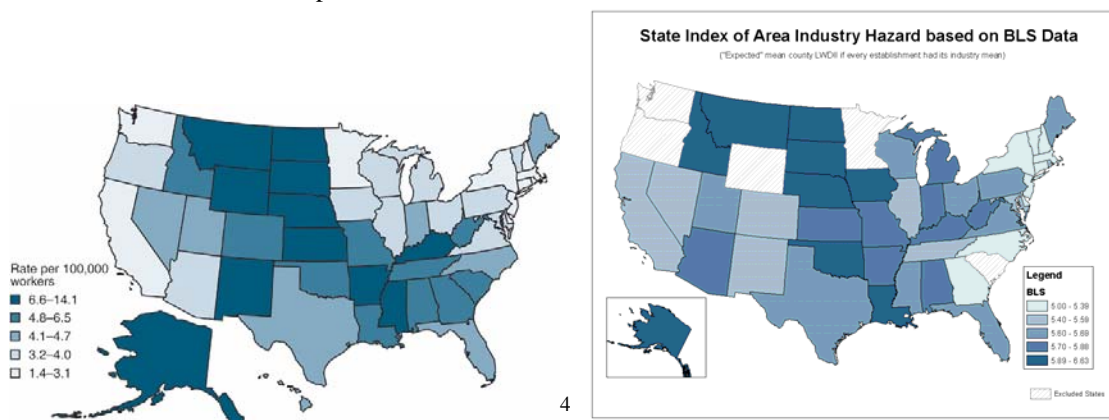 Rate per 100,000
workers
6.6–14.1
4.8–6.5
4.1–4.7
3.2–4.0
1.4–3.1
4
State Index of Area Industry Hazard based on BLS Data
("Expected" mean county LWDII if every establishment had its industry mean)
Legend
BLS
5.00 - 5.39
5.40 - 5.59
5.60 - 5.69
5.70 - 5.88
5.89 - 6.63
Excluded States